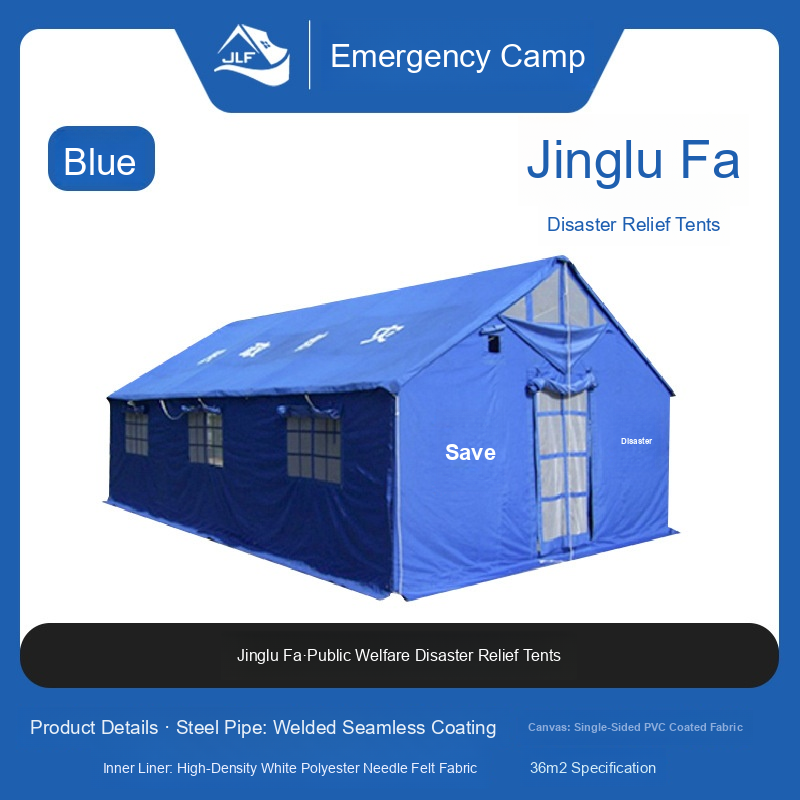 JLF
Emergency Camp
Blue
Jinglu Fa
Disaster Relief Tents
Save
Disaster
Jinglu Fa·Public Welfare Disaster Relief Tents
Product Details · Steel Pipe: Welded Seamless Coating
Canvas: Single-Sided PVC Coated Fabric
Inner Liner: High-Density White Polyester Needle Felt Fabric
36m2 Specification